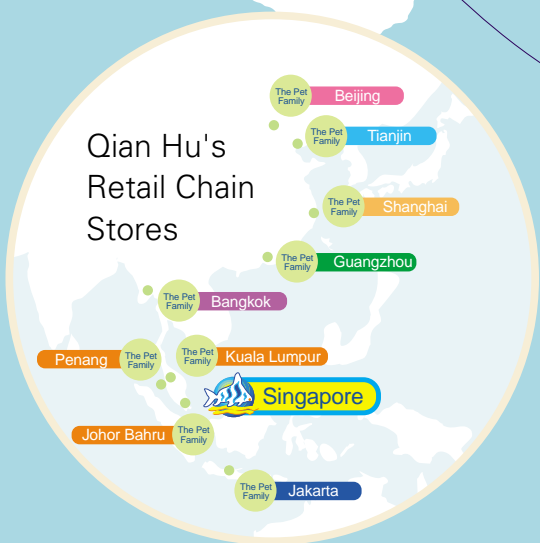 Qian Hu's
Retail Chain
Stores
The Pet
Family
Beijing
The Pet
Family
Tianjin
The Pet
Family
Shanghai
The Pet
Family
Guangzhou
The Pet
Family
Bangkok
Penang
The Pet
Family
The Pet
Family
Kuala Lumpur
Singapore
Johor Bahru
The Pet
Family
The Pet
Family
Jakarta